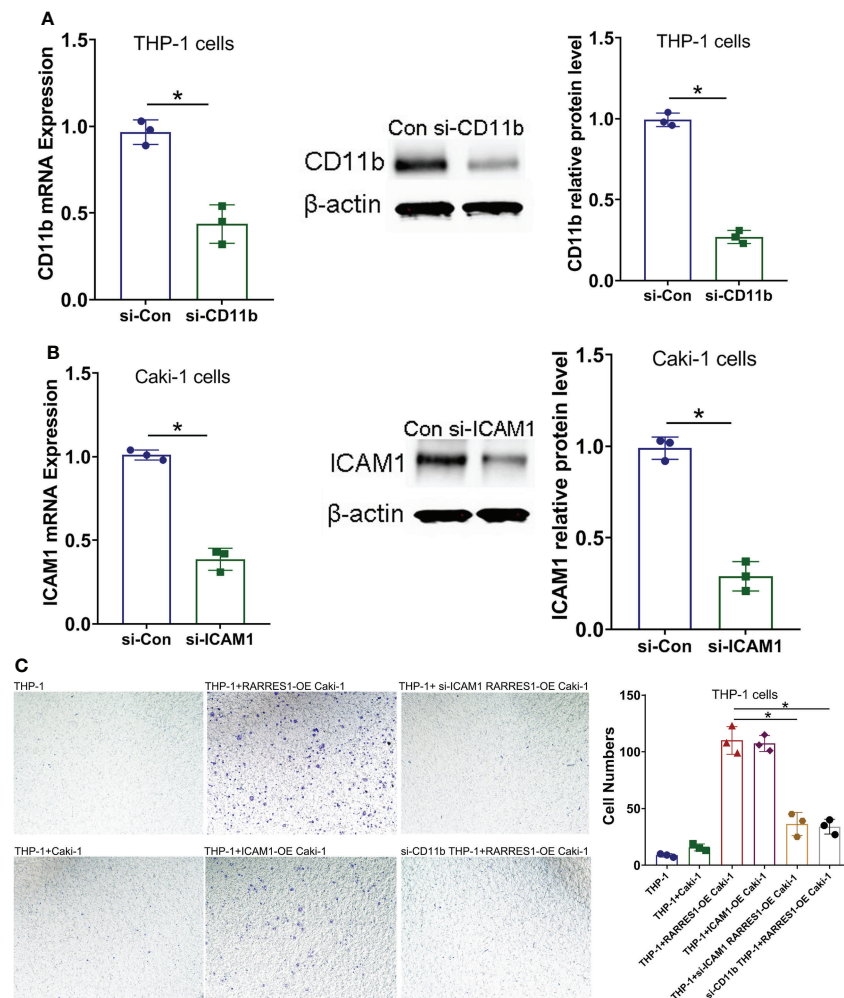 A
THP-1 cells
CD11b mRNA Expression
1.5
1.0
0.5
0.0
*
si-Con si-CD11b
Con si-CD11b
CD11b
β-actin
THP-1 cells
CD11b relative protein level
1.5
1.0
0.5
0.0
*
si-Con si-CD11b
B
Caki-1 cells
ICAM1 mRNA Expression
1.5
1.0
0.5
0.0
*
si-Con si-ICAM1
Con si-ICAM1
ICAM1
β-actin
Caki-1 cells
ICAM1 relative protein level
1.5
1.0
0.5
0.0
*
si-Con si-ICAM1
C
THP-1
THP-1+RARRES1-OE Caki-1
THP-1+ si-ICAM1 RARRES1-OE Caki-1
THP-1+Caki-1
THP-1+ICAM1-OE Caki-1
si-CD11b THP-1+RARRES1-OE Caki-1
THP-1 cells
Cell Numbers
150
100
50
0
*
*
THP-1
THP-1+Caki-1
THP-1+RARRES1-OE Caki-1
THP-1+ICAM1-OE Caki-1
THP-1+si-ICAM1 RARRES1-OE Caki-1
si-CD11b THP-1+RARRES1-OE Caki-1